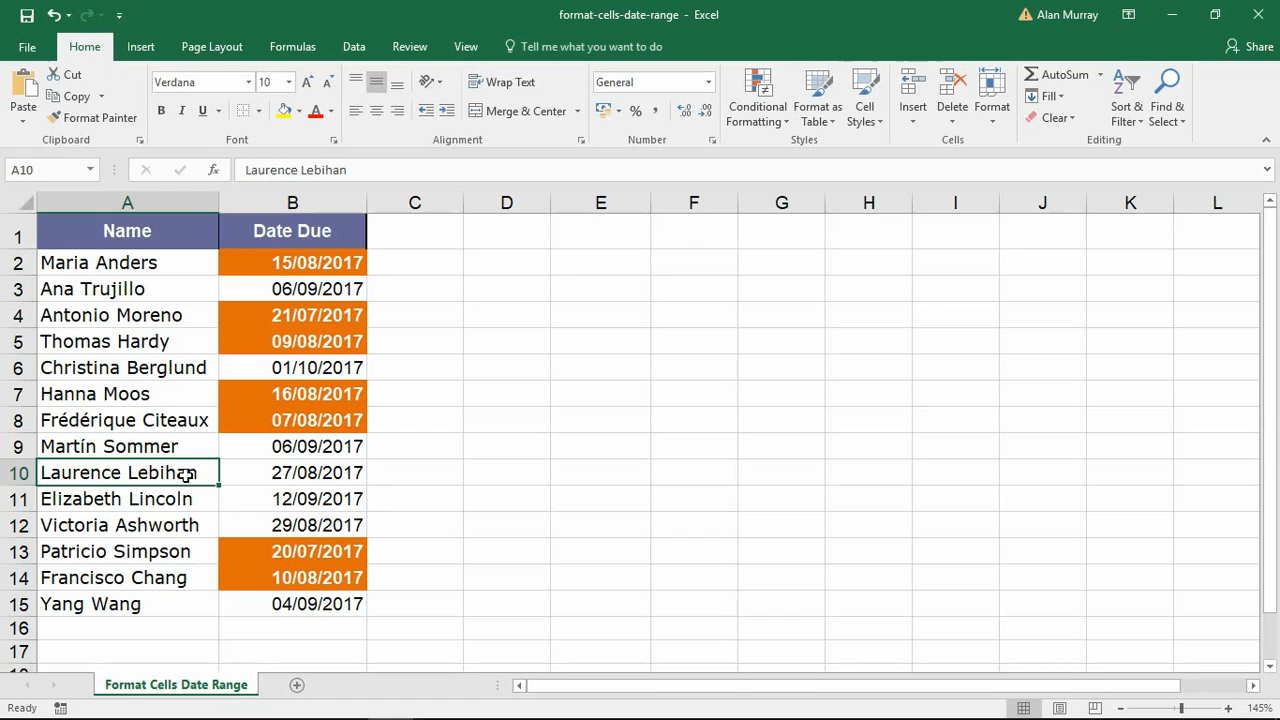 format-cells-date-range - Excel
Alan Murray
File Home Insert Page Layout Formulas Data Review View Tell me what you want to do Share
Paste
Cut
Copy
Format Painter
Clipboard
Verdana 10
B I U A
Font
Wrap Text
Merge & Center
Alignment
General
%
Number
Conditional Formatting
Format as Table
Cell Styles
Styles
Insert
Delete
Format
Cells
AutoSum
Fill
Clear
Sort & Filter
Find & Select
Editing
A10 fx Laurence Lebihan
A B C D E F G H I J K L
1 Name Date Due
2 Maria Anders 15/08/2017
3 Ana Trujillo 06/09/2017
4 Antonio Moreno 21/07/2017
5 Thomas Hardy 09/08/2017
6 Christina Berglund 01/10/2017
7 Hanna Moos 16/08/2017
8 Frédérique Citeaux 07/08/2017
9 Martín Sommer 06/09/2017
10 Laurence Lebihan 27/08/2017
11 Elizabeth Lincoln 12/09/2017
12 Victoria Ashworth 29/08/2017
13 Patricio Simpson 20/07/2017
14 Francisco Chang 10/08/2017
15 Yang Wang 04/09/2017
16
17
Format Cells Date Range
Ready 145%